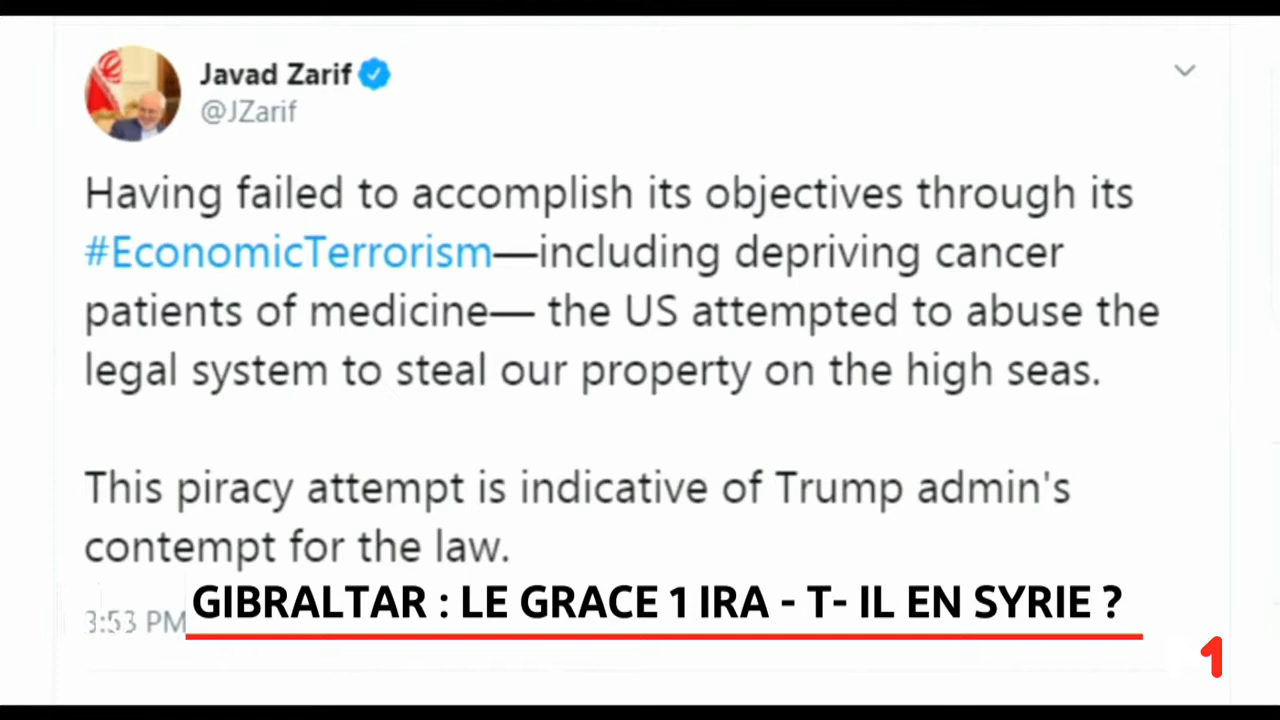 Javad Zarif
@JZarif
Having failed to accomplish its objectives through its
#EconomicTerrorism—including depriving cancer
patients of medicine— the US attempted to abuse the
legal system to steal our property on the high seas.
This piracy attempt is indicative of Trump admin's
contempt for the law.
3:53 PM
GIBRALTAR : LE GRACE 1 IRA - T- IL EN SYRIE ?
1